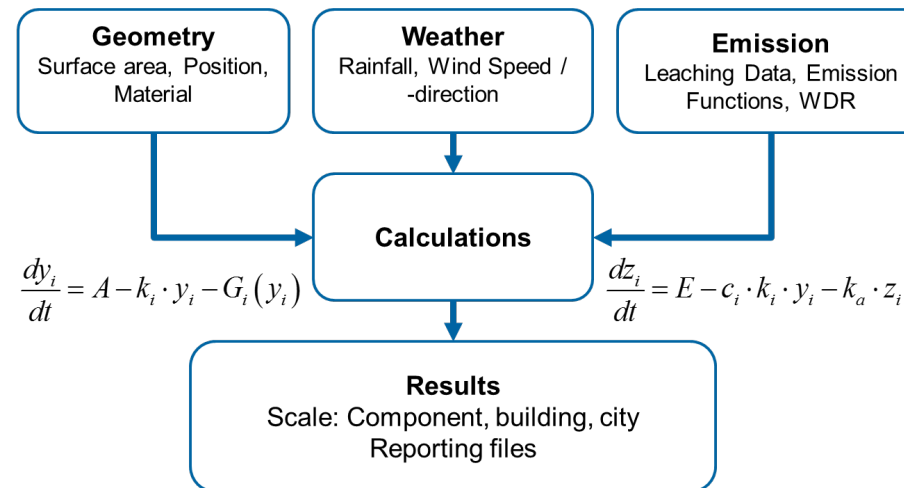 Geometry
Surface area, Position,
Material
Weather
Rainfall, Wind Speed /
-direction
Emission
Leaching Data, Emission
Functions, WDR
Calculations
dy_i/dt = A − k_i · y_i − G_i(y_i)
dz_i/dt = E − c_i · k_i · y_i − k_a · z_i
Results
Scale: Component, building, city
Reporting files